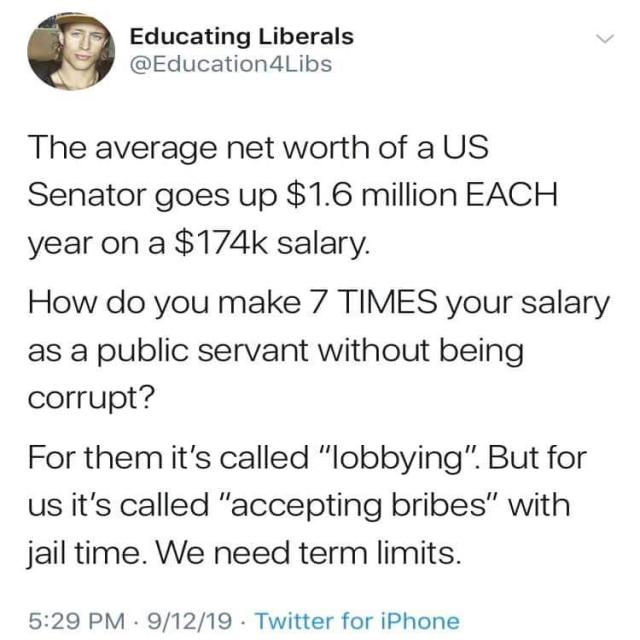 Educating Liberals
@Education4Libs
The average net worth of a US
Senator goes up $1.6 million EACH
year on a $174k salary.
How do you make 7 TIMES your salary
as a public servant without being
corrupt?
For them it's called "lobbying". But for
us it's called "accepting bribes" with
jail time. We need term limits.
5:29 PM · 9/12/19 · Twitter for iPhone